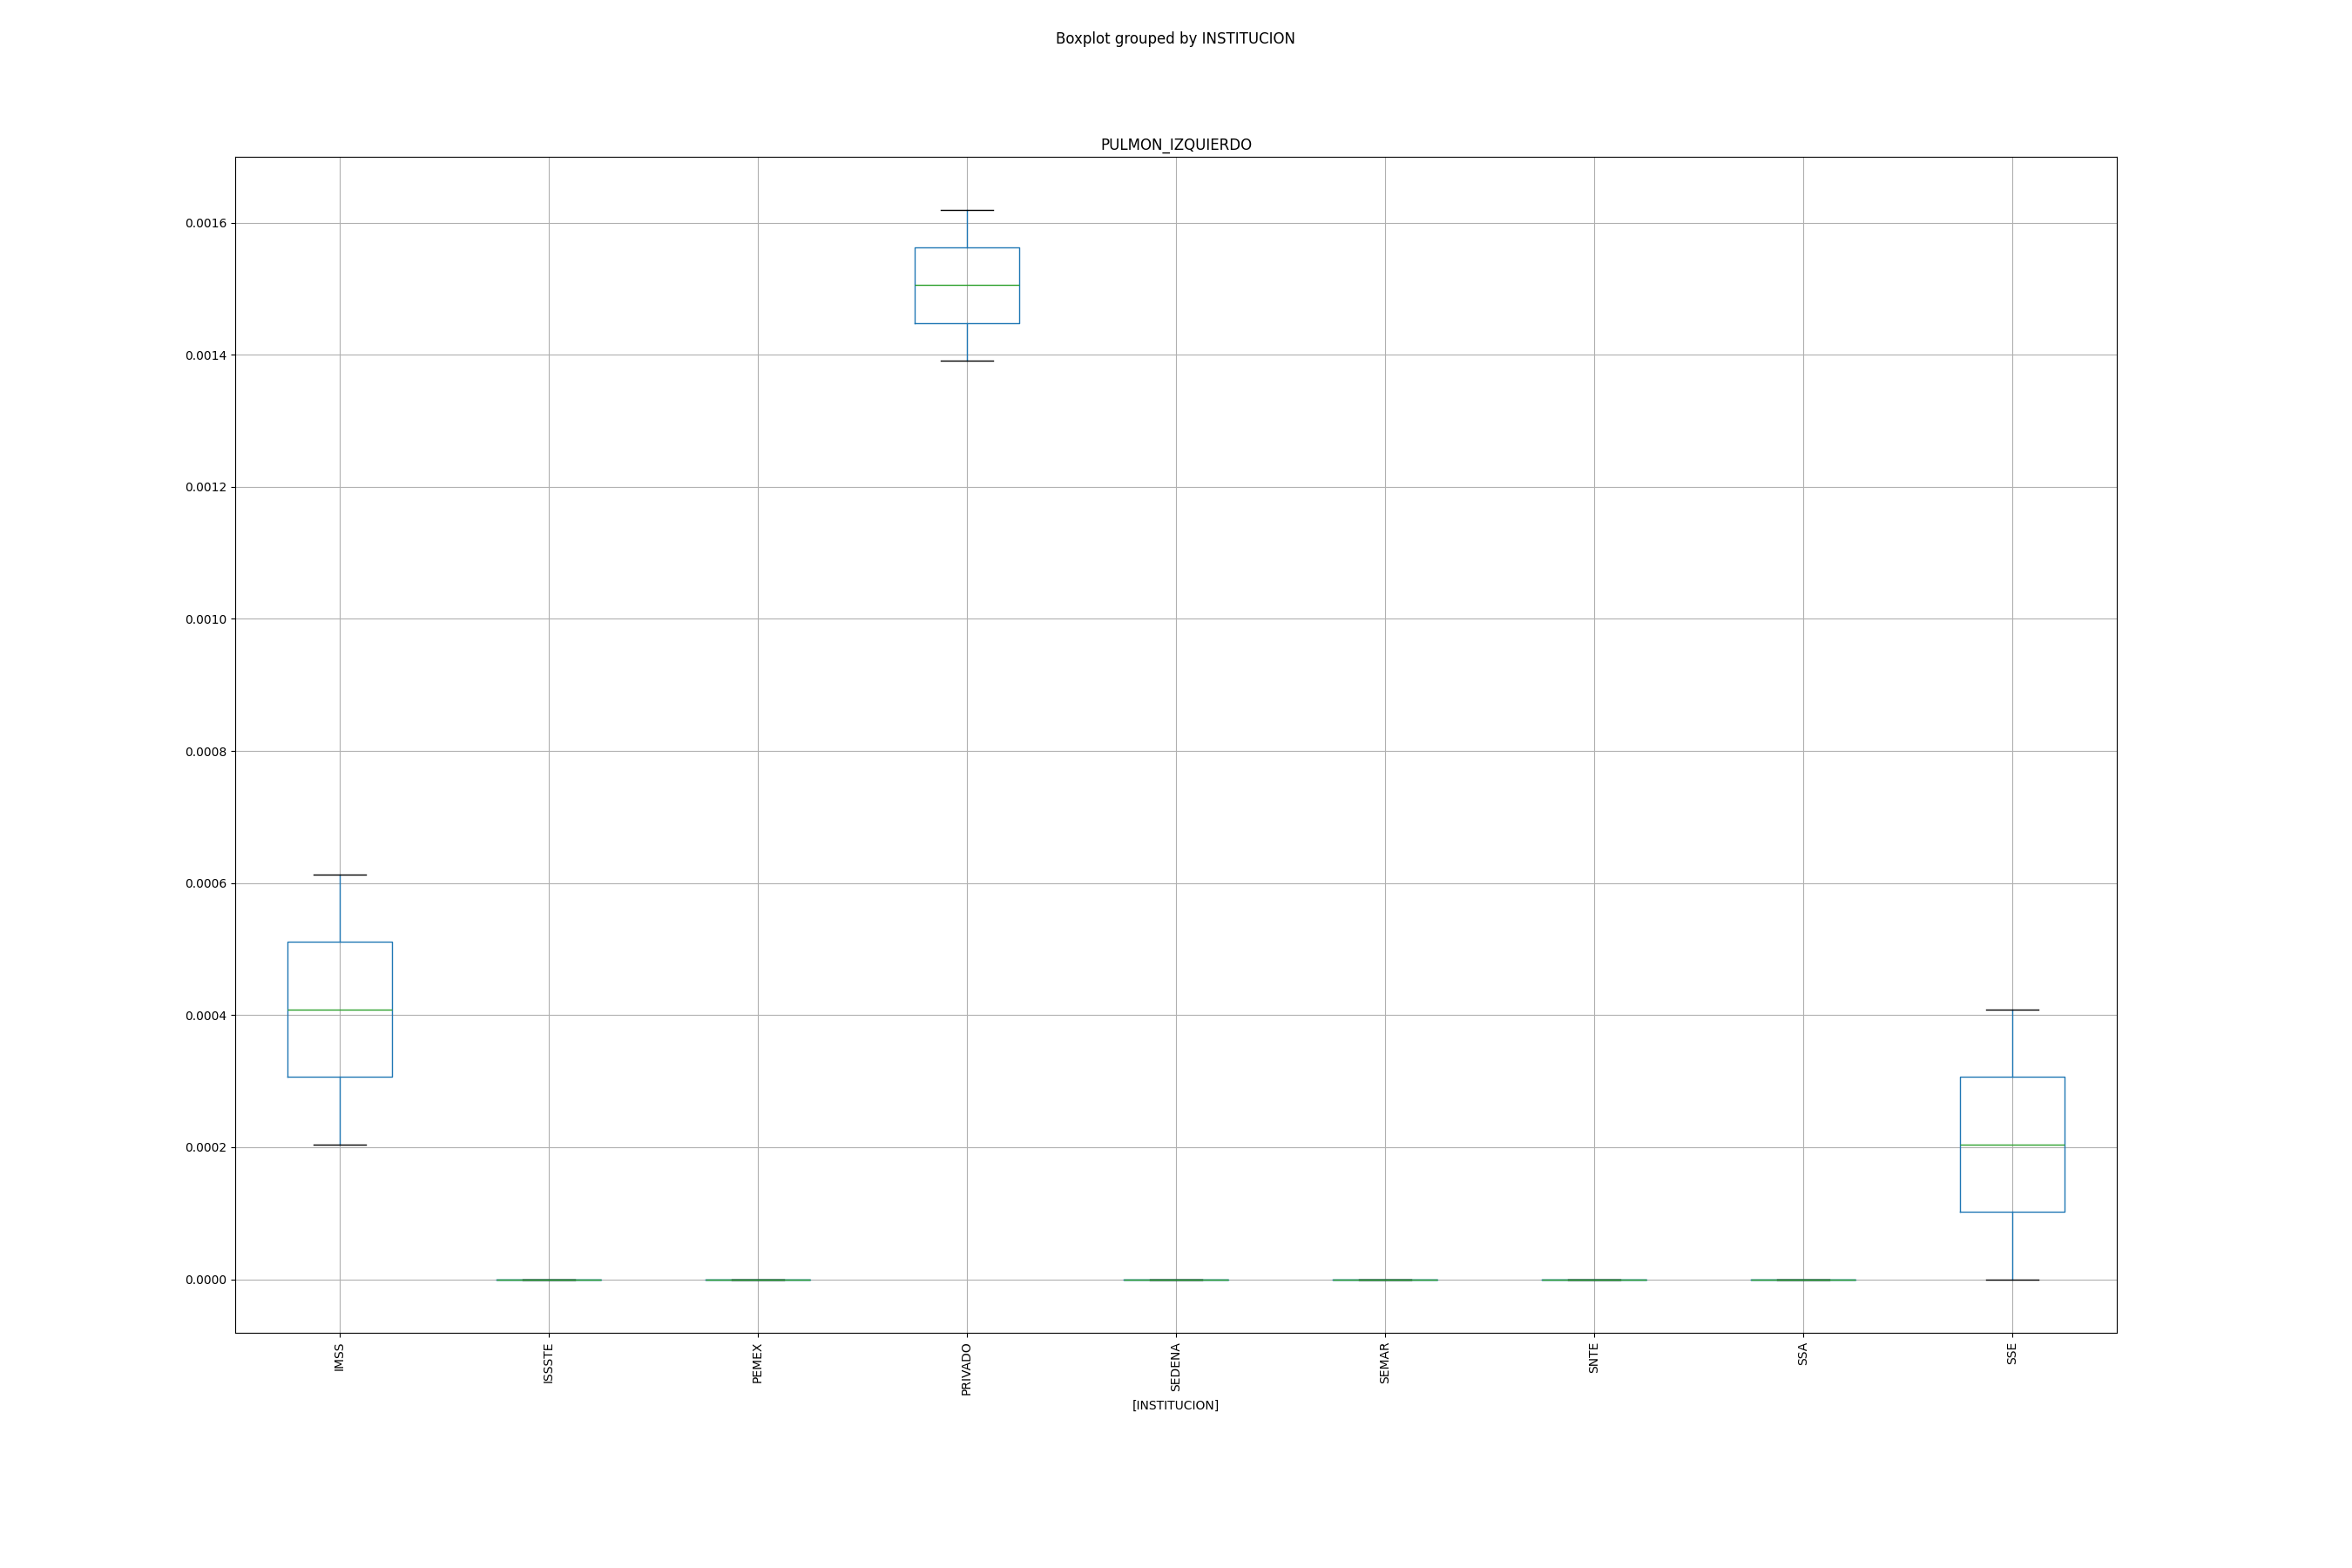 Boxplot grouped by INSTITUCION
PULMON_IZQUIERDO
0.0016
0.0014
0.0012
0.0010
0.0008
0.0006
0.0004
0.0002
0.0000
IMSS
ISSSTE
PEMEX
PRIVADO
SEDENA
SEMAR
SNTE
SSA
SSE
[INSTITUCION]